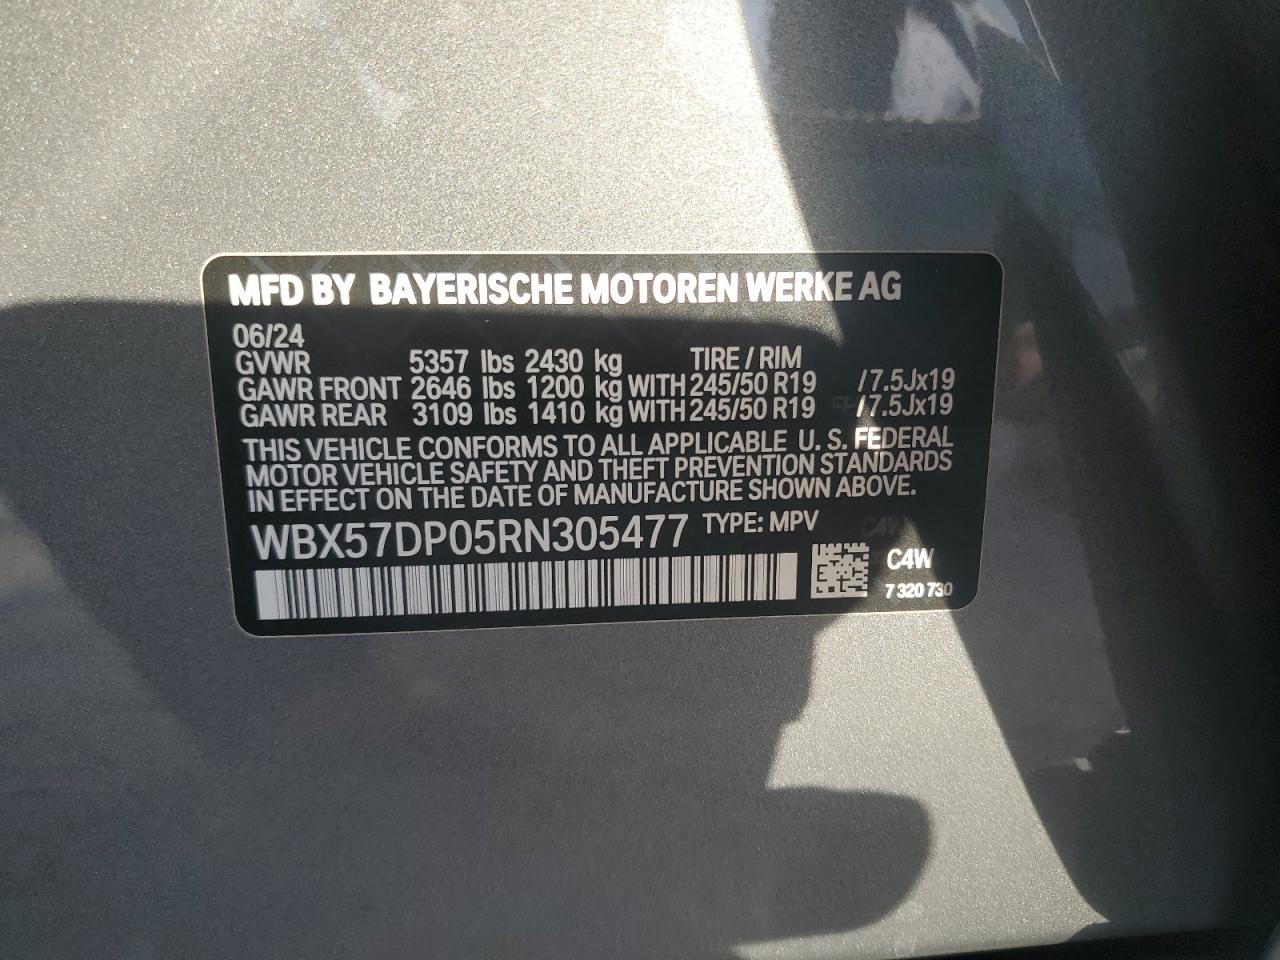 MFD BY BAYERISCHE MOTOREN WERKE AG
06/24
GVWR 5357 lbs 2430 kg TIRE / RIM
GAWR FRONT 2646 lbs 1200 kg WITH 245/50 R19 /7.5Jx19
GAWR REAR 3109 lbs 1410 kg WITH 245/50 R19 /7.5Jx19
THIS VEHICLE CONFORMS TO ALL APPLICABLE U. S. FEDERAL
MOTOR VEHICLE SAFETY AND THEFT PREVENTION STANDARDS
IN EFFECT ON THE DATE OF MANUFACTURE SHOWN ABOVE.
WBX57DP05RN305477 TYPE: MPV
C4W
7 320 730